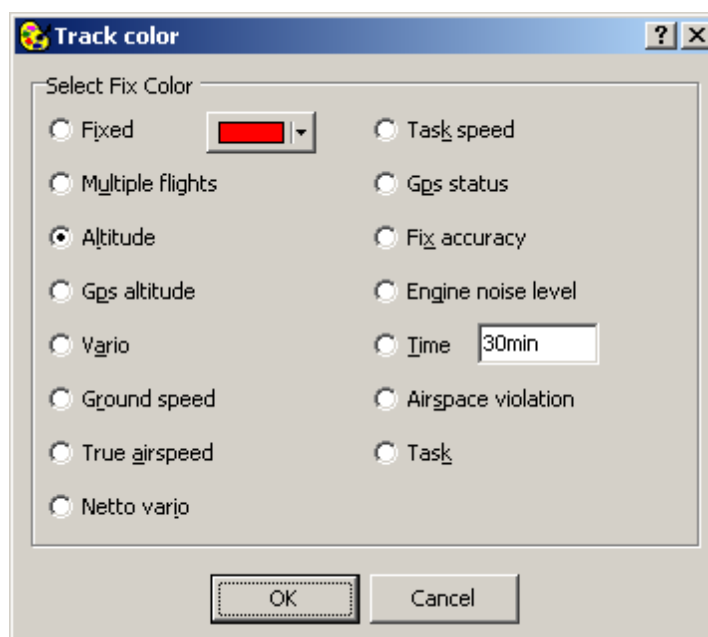 Track color
Select Fix Color
Fixed
Multiple flights
Altitude
Gps altitude
Vario
Ground speed
True airspeed
Netto vario
Task speed
Gps status
Fix accuracy
Engine noise level
Time 30min
Airspace violation
Task
OK
Cancel